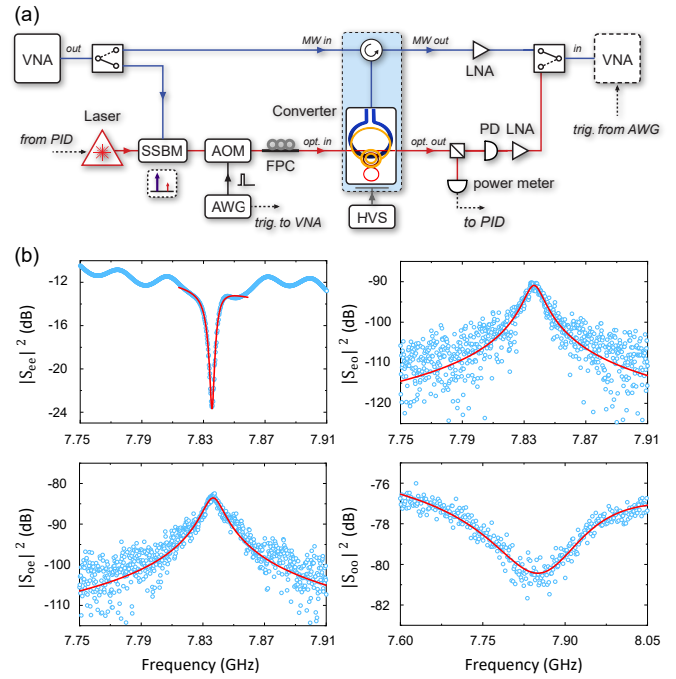 (a)
VNA
out
MW in
MW out
LNA
in
VNA
Laser
Converter
from PID
SSBM
AOM
FPC
opt. in
opt. out
PD
LNA
trig. from AWG
AWG
trig. to VNA
HVS
power meter
to PID
(b)
|See|² (dB)
-12
-14
-16
-18
-20
-22
-24
7.75
7.79
7.83
7.87
7.91
|Seo|² (dB)
-90
-100
-110
-120
7.75
7.79
7.83
7.87
7.91
|Soe|² (dB)
-80
-90
-100
-110
7.75
7.79
7.83
7.87
7.91
Frequency (GHz)
|Soo|² (dB)
-76
-78
-80
-82
7.60
7.75
7.90
8.05
Frequency (GHz)